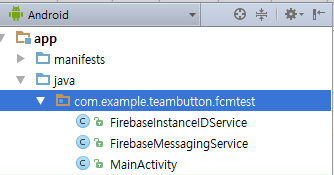 Android
app
manifests
java
com.example.teambutton.fcmtest
C FirebaseInstanceIDService
C FirebaseMessagingService
C MainActivity